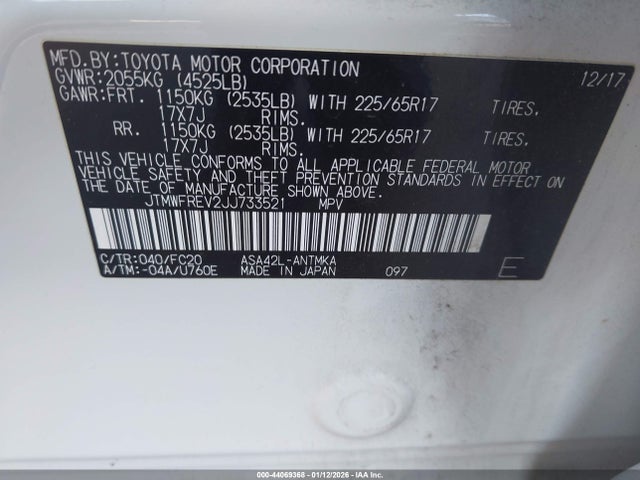 MFD.BY:TOYOTA MOTOR CORPORATION 12/17
GVWR:2055KG (4525LB)
GAWR:FRT. 1150KG (2535LB) WITH 225/65R17 TIRES.
17X7J RIMS.
RR. 1150KG (2535LB) WITH 225/65R17 TIRES.
17X7J RIMS.
THIS VEHICLE CONFORMS TO ALL APPLICABLE FEDERAL MOTOR
VEHICLE SAFETY AND THEFT PREVENTION STANDARDS IN EFFECT ON
THE DATE OF MANUFACTURE SHOWN ABOVE.
JTMWFREV2JJ733521 MPV
C/TR:040/FC20 ASA42L-ANTMKA
A/TM:-04A/U760E MADE IN JAPAN 097 E
000-44069368 - 01/12/2026 - IAAC